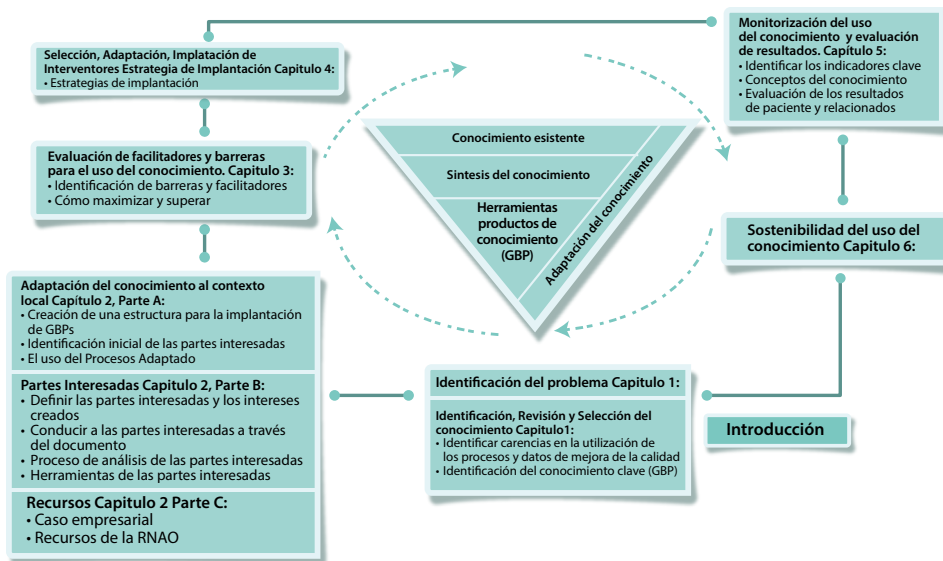 Selección, Adaptación, Implatación de
Interventores Estrategia de Implantación Capitulo 4:
• Estrategias de implantación
Monitorización del uso
del conocimiento y evaluación
de resultados. Capítulo 5:
• Identificar los indicadores clave
• Conceptos del conocimiento
• Evaluación de los resultados
de paciente y relacionados
Evaluación de facilitadores y barreras
para el uso del conocimiento. Capitulo 3:
• Identificación de barreras y facilitadores
• Cómo maximizar y superar
Conocimiento esistente
Sintesis del conocimiento
Herramientas
productos de
conocimiento
(GBP)
Adaptación del conocimiento
Sostenibilidad del uso del
conocimiento Capitulo 6:
Adaptación del conocimiento al contexto
local Capítulo 2, Parte A:
• Creación de una estructura para la implantación
de GBPs
• Identificación inicial de las partes interesadas
• El uso del Procesos Adaptado
Partes Interesadas Capitulo 2, Parte B:
• Definir las partes interesadas y los intereses
creados
• Conducir a las partes interesadas a través
del documento
• Proceso de análisis de las partes interesadas
• Herramientas de las partes interesadas
Recursos Capitulo 2 Parte C:
• Caso empresarial
• Recursos de la RNAO
Identificación del problema Capitulo 1:
Identificación, Revisión y Selección del
conocimiento Capitulo1:
• Identificar carencias en la utilización de
los procesos y datos de mejora de la calidad
• Identificación del conocimiento clave (GBP)
Introducción